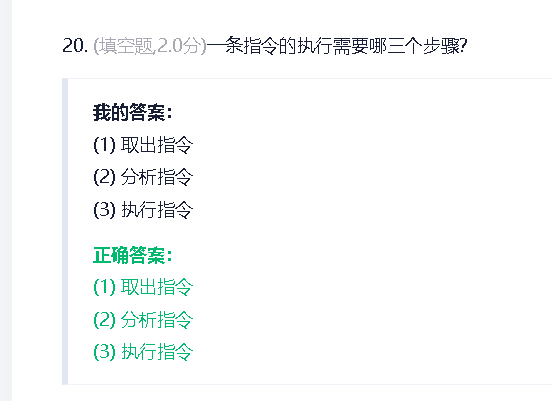 20. (填空题,2.0分)一条指令的执行需要哪三个步骤?
我的答案:
(1) 取出指令
(2) 分析指令
(3) 执行指令
正确答案:
(1) 取出指令
(2) 分析指令
(3) 执行指令